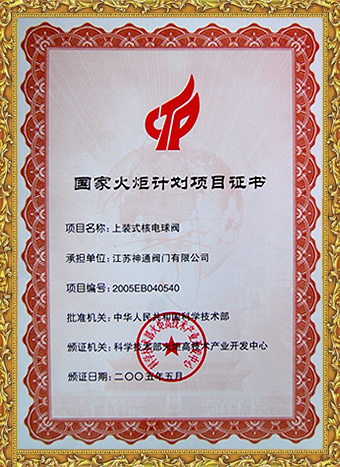 CTP
国家火炬计划项目证书
项目名称:上装式核电球阀
承担单位:江苏神通阀门有限公司
项目编号:2005EB040540
批准机关:中华人民共和国科学技术部
颁证机关:科学技术部火炬高技术产业开发中心
颁证日期:二〇〇五年五月